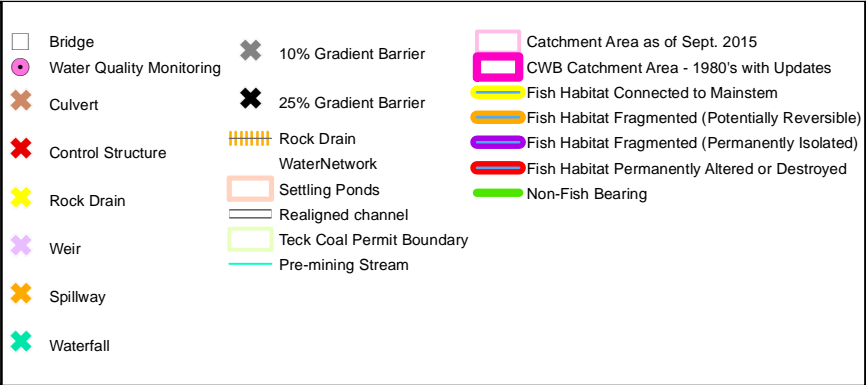 Bridge
Water Quality Monitoring
Culvert
Control Structure
Rock Drain
Weir
Spillway
Waterfall
10% Gradient Barrier
25% Gradient Barrier
Rock Drain
WaterNetwork
Settling Ponds
Realigned channel
Teck Coal Permit Boundary
Pre-mining Stream
Catchment Area as of Sept. 2015
CWB Catchment Area - 1980's with Updates
Fish Habitat Connected to Mainstem
Fish Habitat Fragmented (Potentially Reversible)
Fish Habitat Fragmented (Permanently Isolated)
Fish Habitat Permanently Altered or Destroyed
Non-Fish Bearing